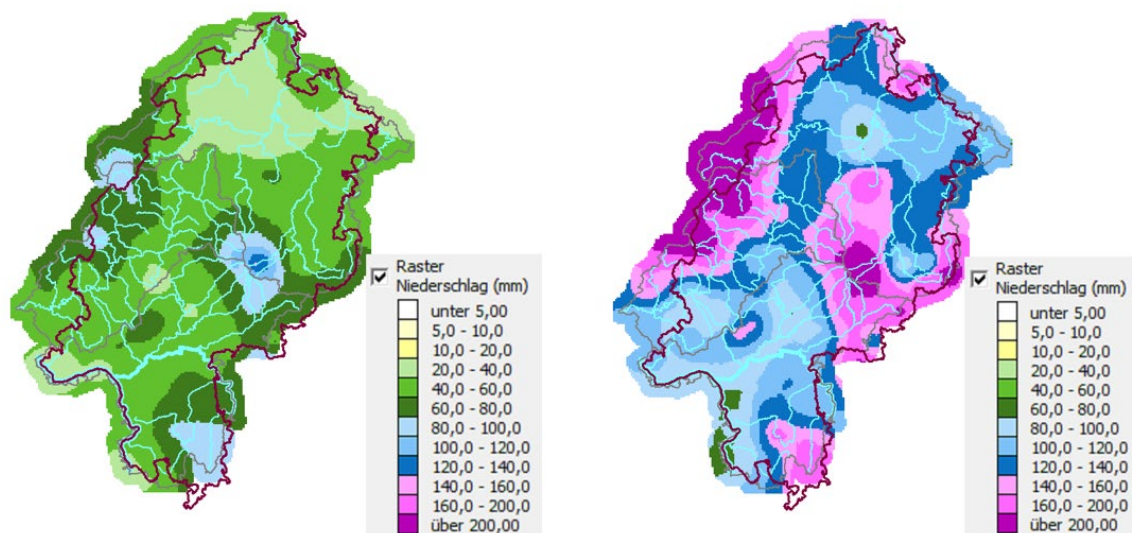 Raster
Niederschlag (mm)
unter 5,00
5,0 - 10,0
10,0 - 20,0
20,0 - 40,0
40,0 - 60,0
60,0 - 80,0
80,0 - 100,0
100,0 - 120,0
120,0 - 140,0
140,0 - 160,0
160,0 - 200,0
über 200,00
Raster
Niederschlag (mm)
unter 5,00
5,0 - 10,0
10,0 - 20,0
20,0 - 40,0
40,0 - 60,0
60,0 - 80,0
80,0 - 100,0
100,0 - 120,0
120,0 - 140,0
140,0 - 160,0
160,0 - 200,0
über 200,00